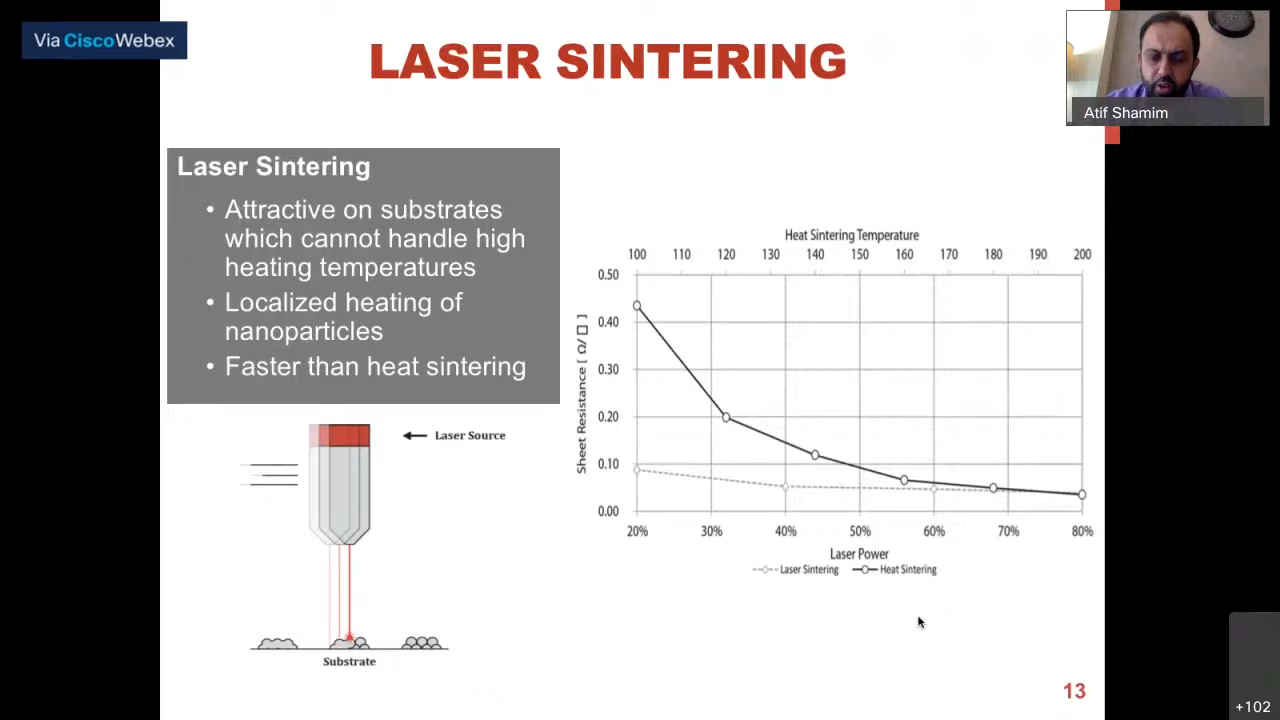 Via Cisco Webex
LASER SINTERING
Atif Shamim
Laser Sintering
• Attractive on substrates
which cannot handle high
heating temperatures
• Localized heating of
nanoparticles
• Faster than heat sintering
Laser Source
Substrate
Heat Sintering Temperature
100 110 120 130 140 150 160 170 180 190 200
Sheet Resistance [ Ω/ □ ]
0.50
0.40
0.30
0.20
0.10
0.00
20% 30% 40% 50% 60% 70% 80%
Laser Power
Laser Sintering Heat Sintering
13
+102